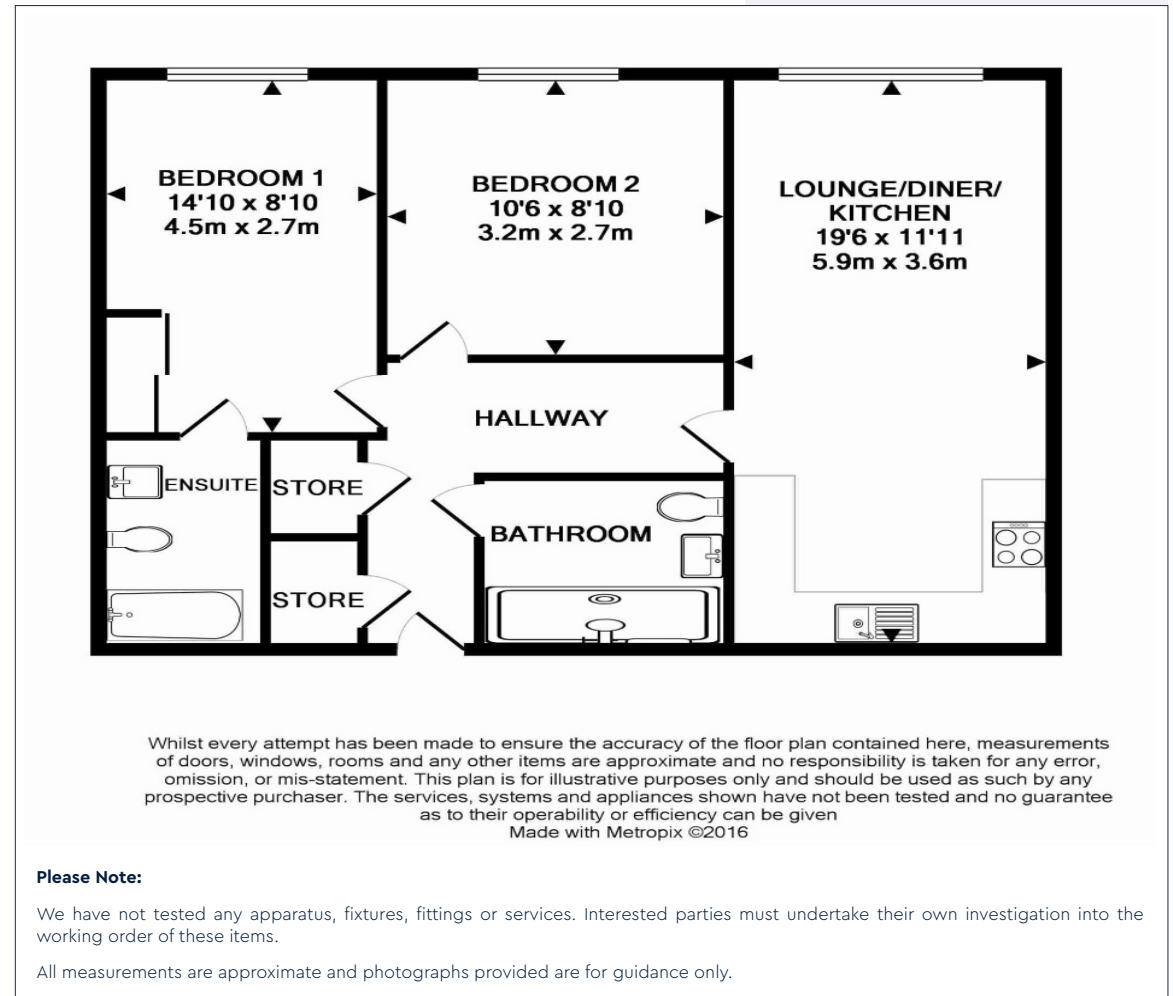 BEDROOM 1
14'10 x 8'10
4.5m x 2.7m
BEDROOM 2
10'6 x 8'10
3.2m x 2.7m
LOUNGE/DINER/
KITCHEN
19'6 x 11'11
5.9m x 3.6m
HALLWAY
ENSUITE
STORE
BATHROOM
STORE
Whilst every attempt has been made to ensure the accuracy of the floor plan contained here, measurements
of doors, windows, rooms and any other items are approximate and no responsibility is taken for any error,
omission, or mis-statement. This plan is for illustrative purposes only and should be used as such by any
prospective purchaser. The services, systems and appliances shown have not been tested and no guarantee
as to their operability or efficiency can be given
Made with Metropix ©2016
Please Note:
We have not tested any apparatus, fixtures, fittings or services. Interested parties must undertake their own investigation into the
working order of these items.
All measurements are approximate and photographs provided are for guidance only.